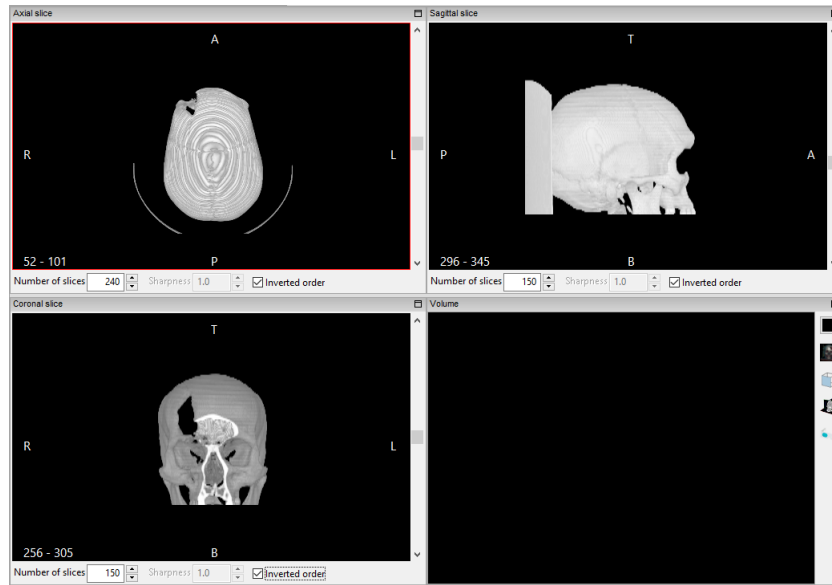 Axial slice
A
R
L
52 - 101
P
Number of slices 240 Sharpness 1.0 Inverted order
Sagittal slice
T
P
A
296 - 345
B
Number of slices 150 Sharpness 1.0 Inverted order
Coronal slice
T
R
L
256 - 305
B
Number of slices 150 Sharpness 1.0 Inverted order
Volume